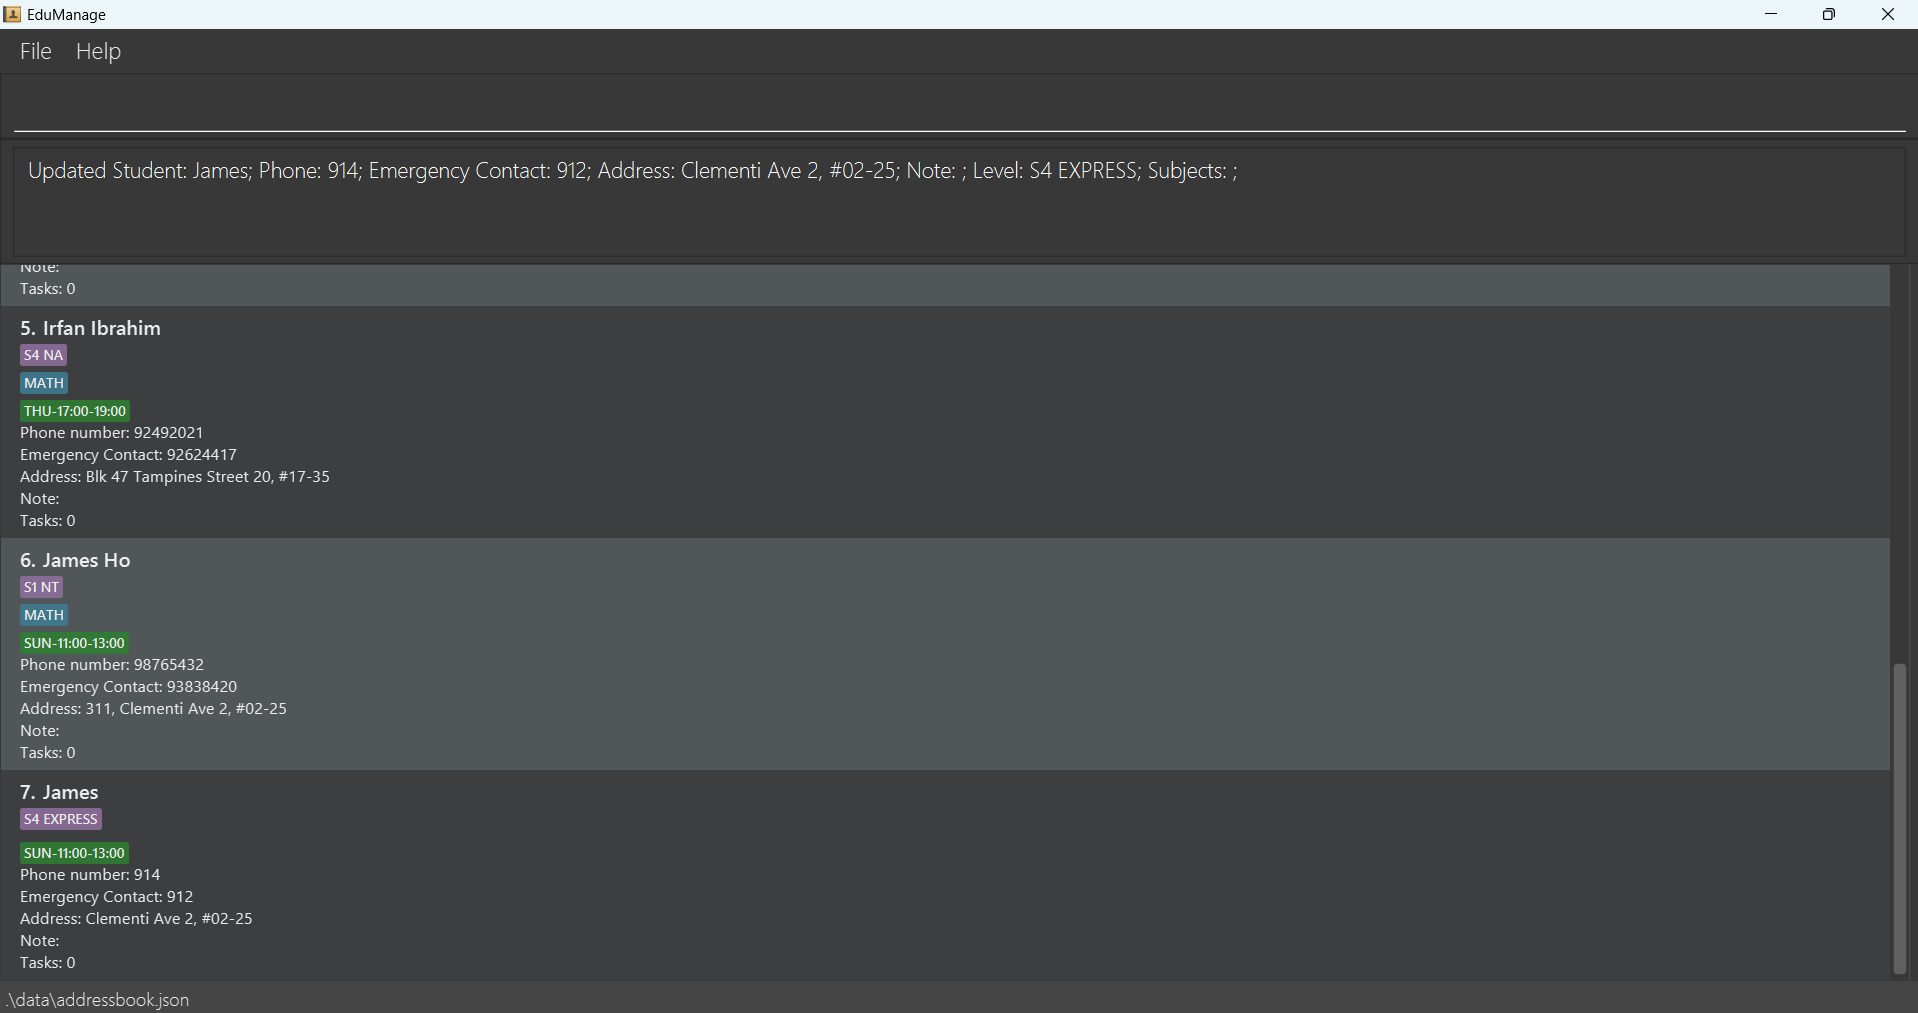 EduManage
File Help
Updated Student: James; Phone: 914; Emergency Contact: 912; Address: Clementi Ave 2, #02-25; Note: ; Level: S4 EXPRESS; Subjects: ;
Note:
Tasks: 0
5. Irfan Ibrahim
S4 NA
MATH
THU-17:00-19:00
Phone number: 92492021
Emergency Contact: 92624417
Address: Blk 47 Tampines Street 20, #17-35
Note:
Tasks: 0
6. James Ho
S1 NT
MATH
SUN-11:00-13:00
Phone number: 98765432
Emergency Contact: 93838420
Address: 311, Clementi Ave 2, #02-25
Note:
Tasks: 0
7. James
S4 EXPRESS
SUN-11:00-13:00
Phone number: 914
Emergency Contact: 912
Address: Clementi Ave 2, #02-25
Note:
Tasks: 0
.\data\addressbook.json